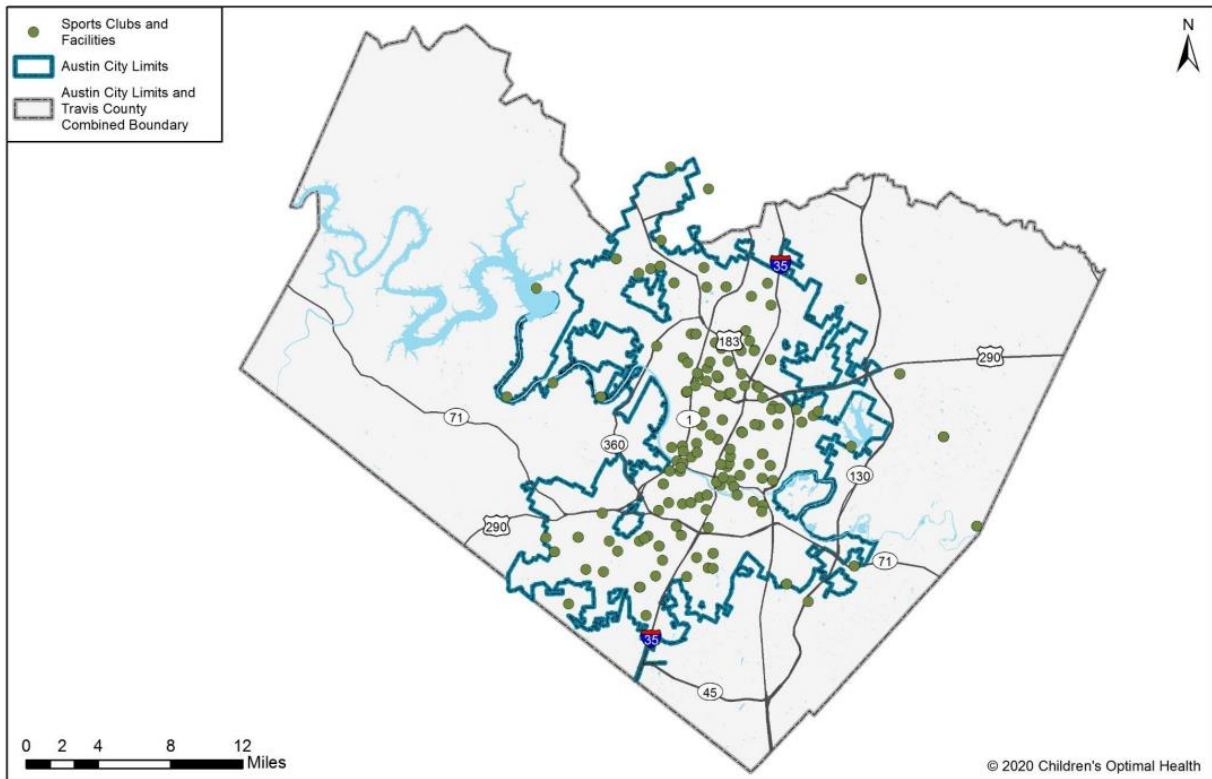 Sports Clubs and
Facilities
Austin City Limits
Austin City Limits and
Travis County
Combined Boundary
N
35
183
290
71
1
360
130
290
71
35
45
0 2 4 8 12
Miles
© 2020 Children's Optimal Health